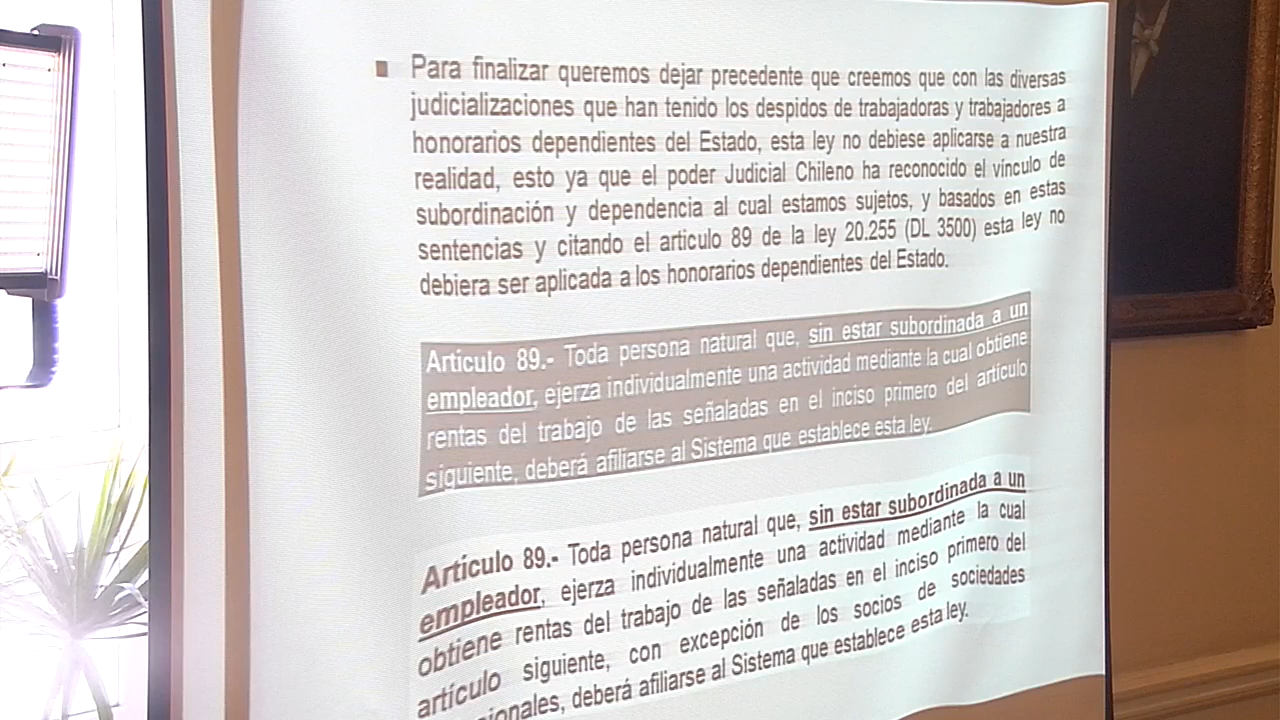 Para finalizar queremos dejar precedente que creemos que con las diversas
judicializaciones que han tenido los despidos de trabajadoras y trabajadores a
honorarios dependientes del Estado, esta ley no debiese aplicarse a nuestra
realidad, esto ya que el poder Judicial Chileno ha reconocido el vínculo de
subordinación y dependencia al cual estamos sujetos, y basados en estas
sentencias y citando el articulo 89 de la ley 20.255 (DL 3500) esta ley no
debiera ser aplicada a los honorarios dependientes del Estado.
Artículo 89.- Toda persona natural que, sin estar subordinada a un
empleador, ejerza individualmente una actividad mediante la cual obtiene
rentas del trabajo de las señaladas en el inciso primero del artículo
siguiente, deberá afiliarse al Sistema que establece esta ley.
Artículo 89.- Toda persona natural que, sin estar subordinada a un
empleador, ejerza individualmente una actividad mediante la cual
obtiene rentas del trabajo de las señaladas en el inciso primero del
artículo siguiente, con excepción de los socios de sociedades
deberá afiliarse al Sistema que establece esta ley.